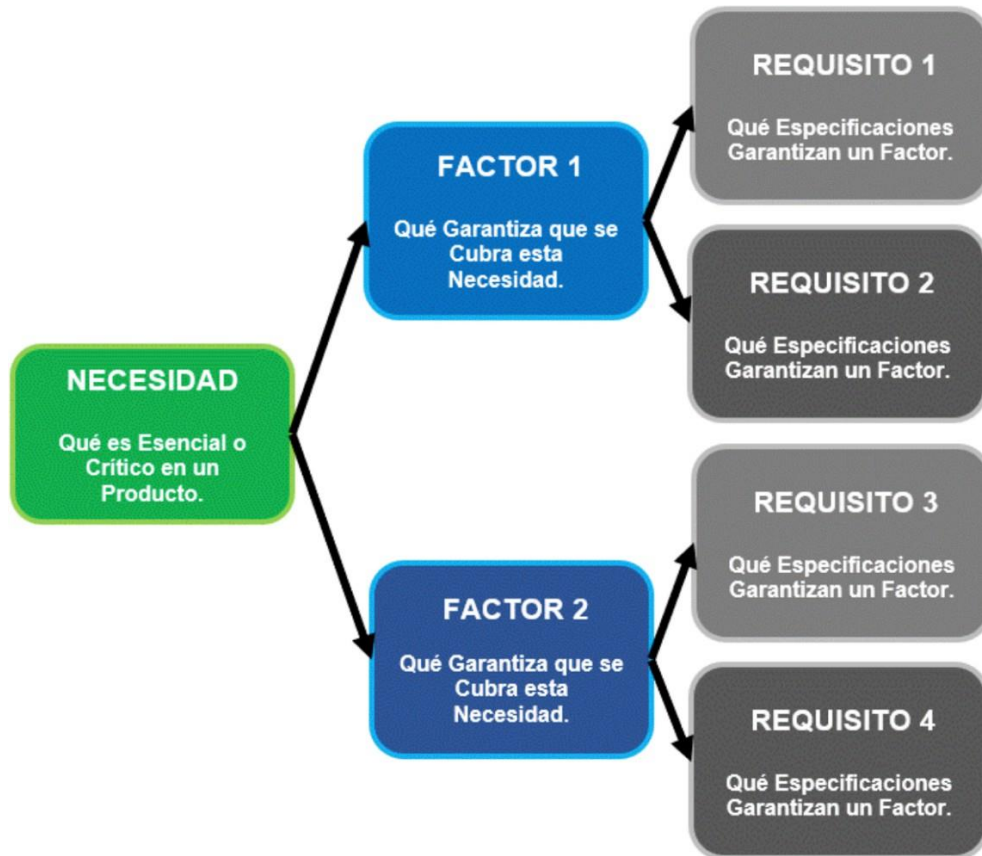 NECESIDAD
Qué es Esencial o
Crítico en un
Producto.
FACTOR 1
Qué Garantiza que se
Cubra esta
Necesidad.
FACTOR 2
Qué Garantiza que se
Cubra esta
Necesidad.
REQUISITO 1
Qué Especificaciones
Garantizan un Factor.
REQUISITO 2
Qué Especificaciones
Garantizan un Factor.
REQUISITO 3
Qué Especificaciones
Garantizan un Factor.
REQUISITO 4
Qué Especificaciones
Garantizan un Factor.